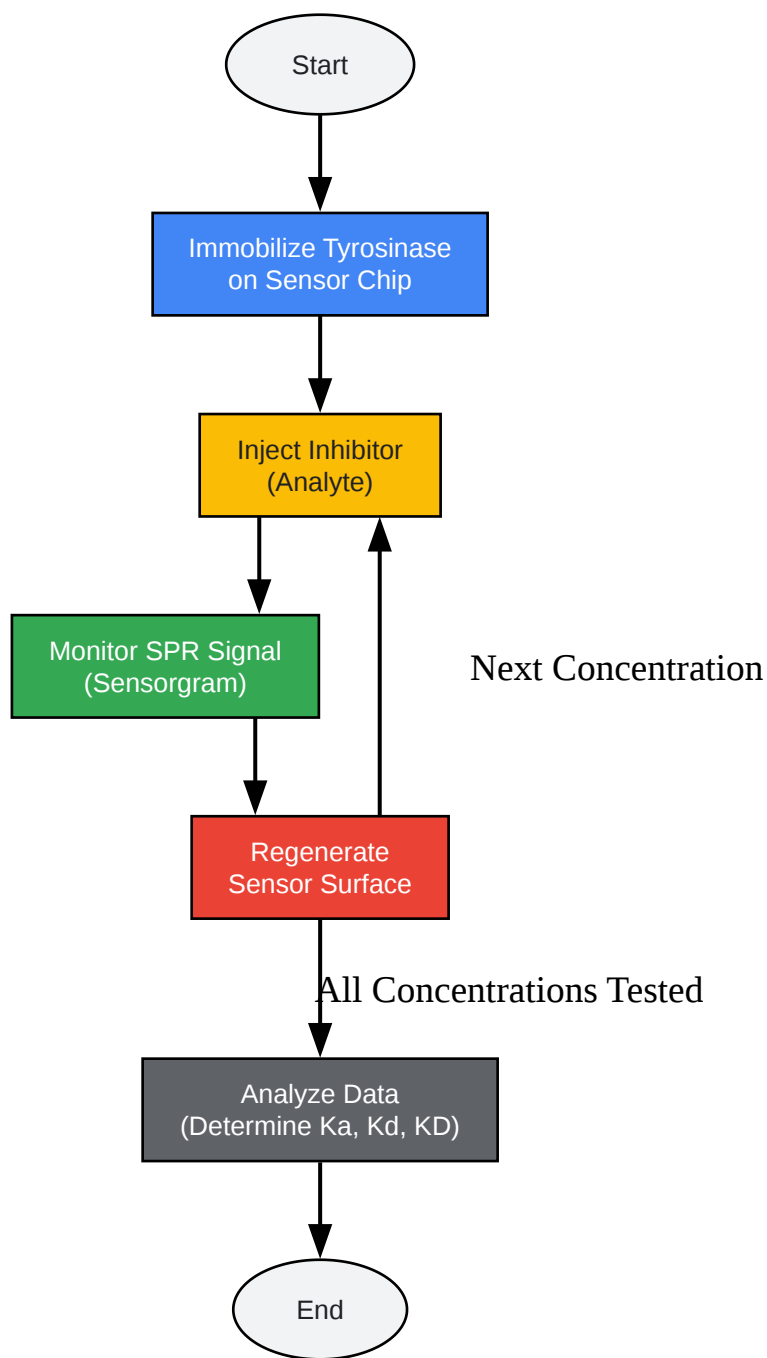 Start
Immobilize Tyrosinase
on Sensor Chip
Inject Inhibitor
(Analyte)
Monitor SPR Signal
(Sensorgram)
Next Concentration
Regenerate
Sensor Surface
All Concentrations Tested
Analyze Data
(Determine Ka, Kd, KD)
End